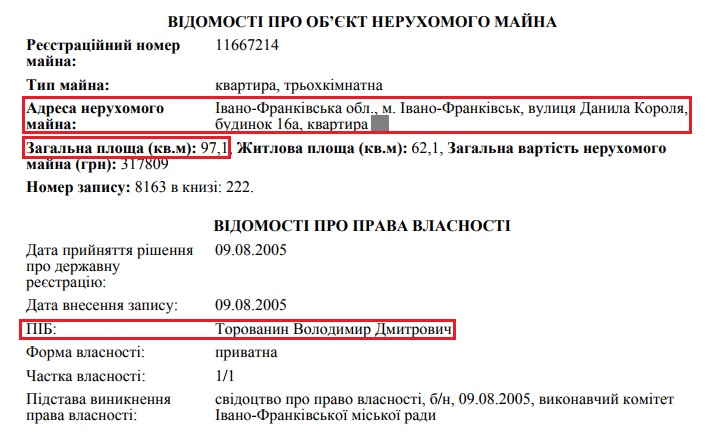 ВІДОМОСТІ ПРО ОБ’ЄКТ НЕРУХОМОГО МАЙНА
Реєстраційний номер майна: 11667214
Тип майна: квартира, трьохкімнатна
Адреса нерухомого майна: Івано-Франківська обл., м. Івано-Франківськ, вулиця Данила Короля, будинок 16а, квартира
Загальна площа (кв.м): 97,1, Житлова площа (кв.м): 62,1, Загальна вартість нерухомого
майна (грн): 317809
Номер запису: 8163 в книзі: 222.
ВІДОМОСТІ ПРО ПРАВА ВЛАСНОСТІ
Дата прийняття рішення про державну реєстрацію: 09.08.2005
Дата внесення запису: 09.08.2005
ПІБ: Торованин Володимир Дмитрович
Форма власності: приватна
Частка власності: 1/1
Підстава виникнення права власності: свідоцтво про право власності, б/н, 09.08.2005, виконавчий комітет Івано-Франківської міської ради